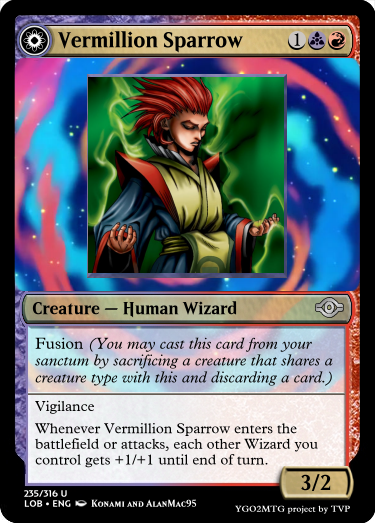 Vermillion Sparrow 1
Creature — Human Wizard
Fusion (You may cast this card from your
sanctum by sacrificing a creature that shares a
creature type with this and discarding a card.)
Vigilance
Whenever Vermillion Sparrow enters the
battlefield or attacks, each other Wizard you
control gets +1/+1 until end of turn.
3/2
235/316 U
LOB • ENG Konami and AlanMac95
YGO2MTG project by TVP